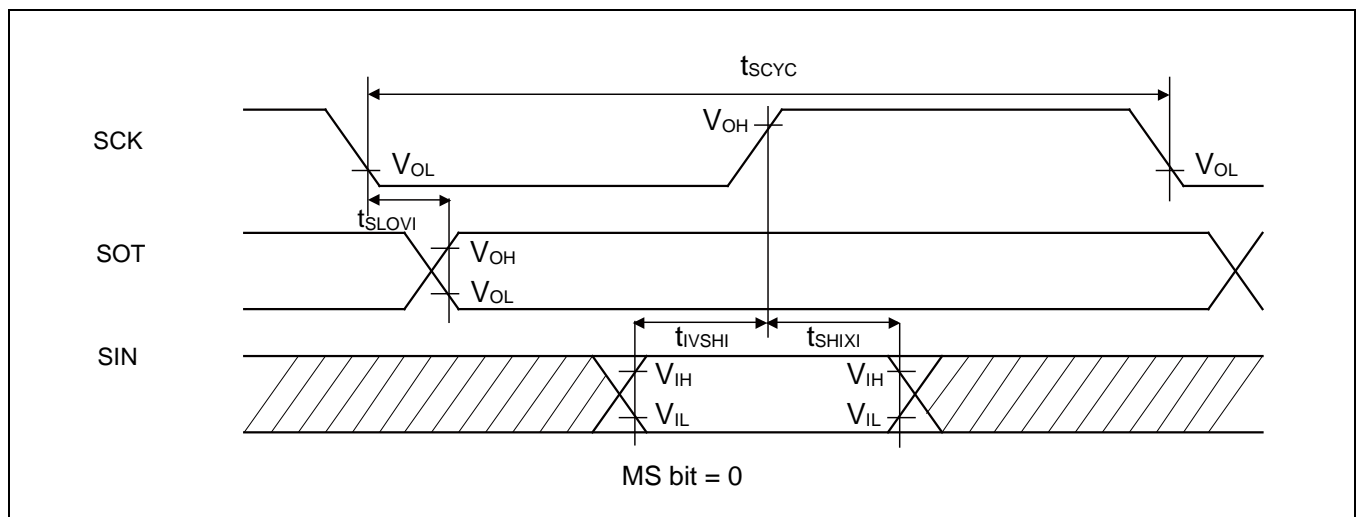 tSCYC
SCK
VOH
VOL
VOL
tSLOVI
SOT
VOH
VOL
tIVSHI
tSHIXI
SIN
VIH
VIH
VIL
VIL
MS bit = 0